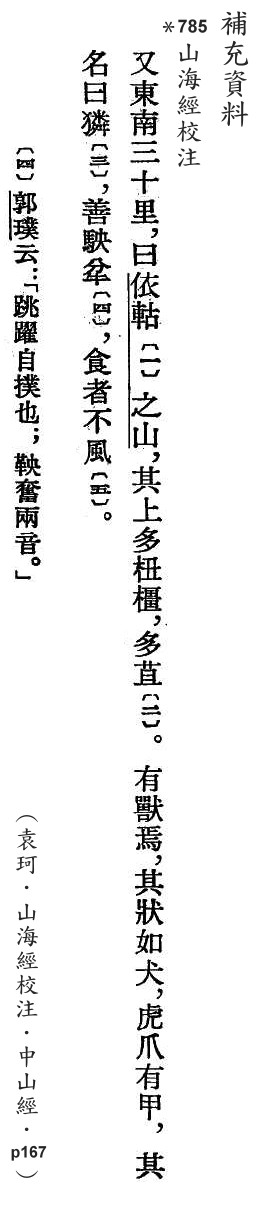 補充資料
＊785
山海經校注
又東南三十里，曰依軲〔一〕之山，其上多杻橿，多苴〔二〕。有獸焉，其狀如犬，虎爪有甲，其
名曰獜〔三〕，善駚𡘾〔四〕，食者不風〔五〕。
〔四〕郭璞云：「跳躍自撲也；鞅奮兩音。」
（袁珂．山海經校注．中山經．p167）